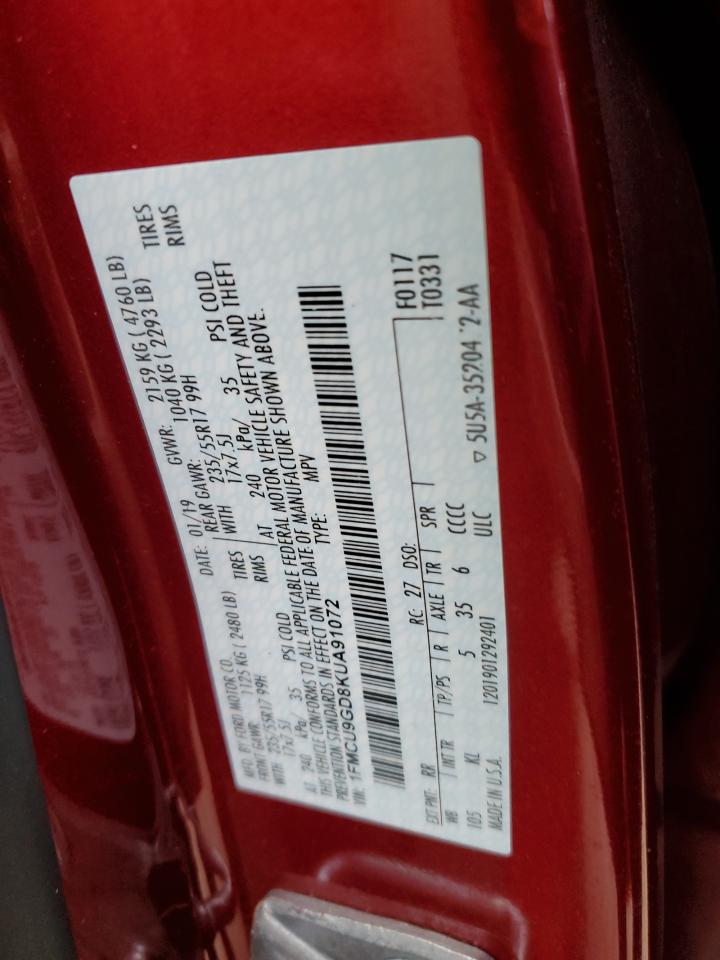 MFD. BY FORD MOTOR CO. DATE: 01/19 GVWR: 2159 KG ( 4760 LB)
FRONT GAWR: 1125 KG ( 2480 LB) REAR GAWR: 1040 KG ( 2293 LB)
WITH 235/55R17 99H TIRES WITH 235/55R17 99H TIRES
17x7.5J RIMS 17x7.5J RIMS
AT 240 kPa/ 35 PSI COLD AT 240 kPa/ 35 PSI COLD
THIS VEHICLE CONFORMS TO ALL APPLICABLE FEDERAL MOTOR VEHICLE SAFETY AND THEFT
PREVENTION STANDARDS IN EFFECT ON THE DATE OF MANUFACTURE SHOWN ABOVE.
VIN: 1FMCU9GD8KUA91072 TYPE: MPV
EXT PNT: RR RC: 27 DSO: F0117
WB INT TR TP/PS R AXLE TR SPR T0331
105 KL 5 35 6 CCCC
1201901292401 ULC
MADE IN U.S.A. ▽ 5U5A-35204 2-AA